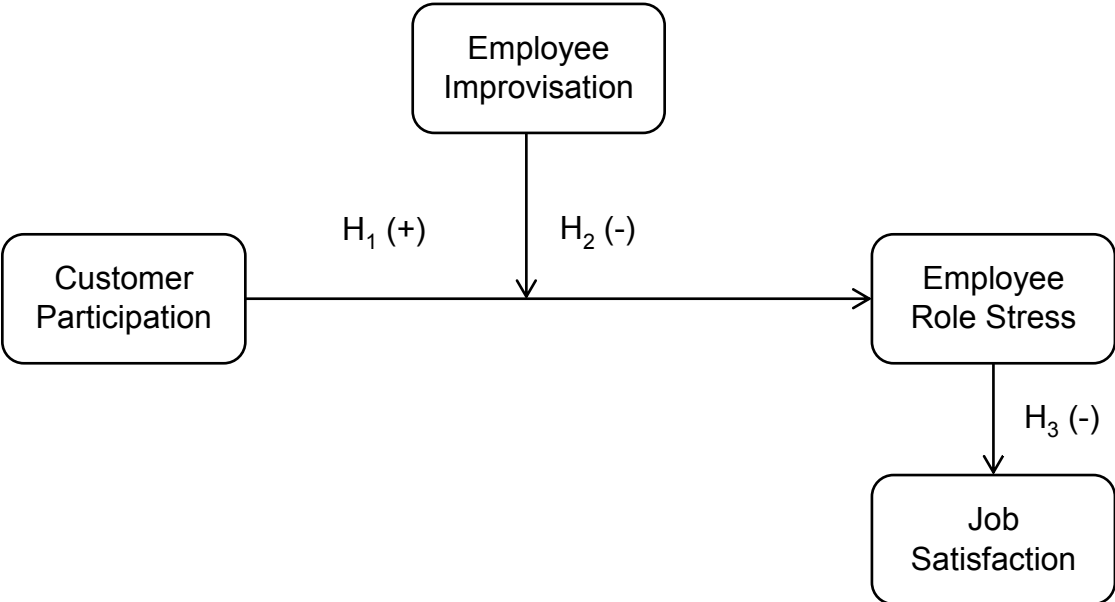 Employee
Improvisation
H₁ (+)
H₂ (-)
Customer
Participation
Employee
Role Stress
H₃ (-)
Job
Satisfaction